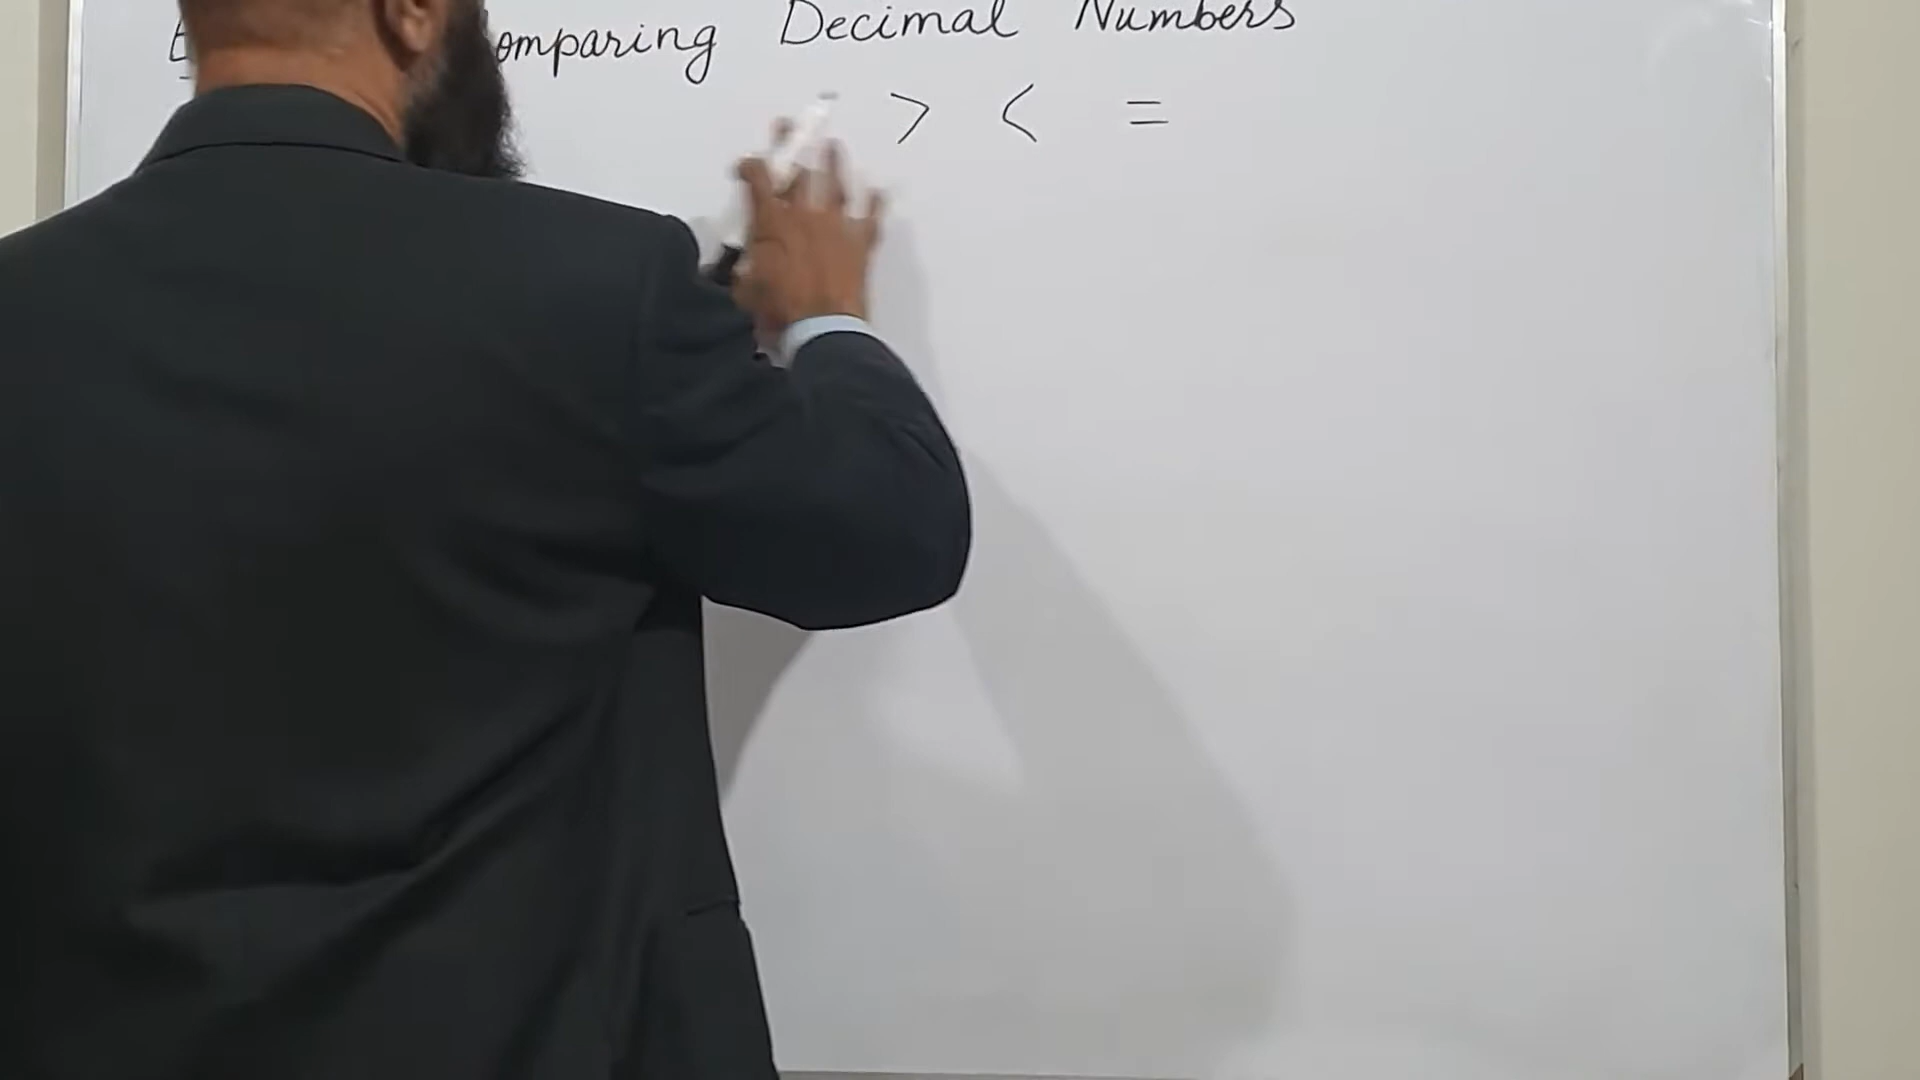 omparing Decimal Numbers
> < =